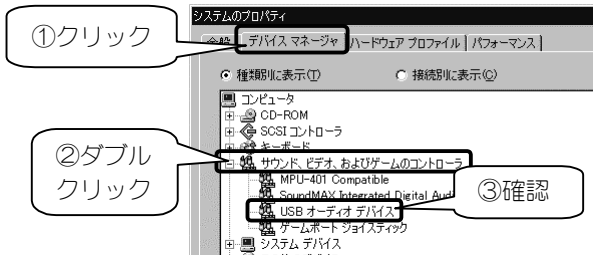 システムのプロパティ
①クリック
全般 デバイス マネージャ ハードウェア プロファイル パフォーマンス
種類別に表示(T) 接続別に表示(C)
コンピュータ
CD-ROM
SCSI コントローラ
キーボード
②ダブル
クリック
サウンド、ビデオ、およびゲームのコントローラ
MPU-401 Compatible
SoundMAX Integrated Digital Aud
③確認
USB オーディオ デバイス
ゲームポート ジョイスティック
システム デバイス